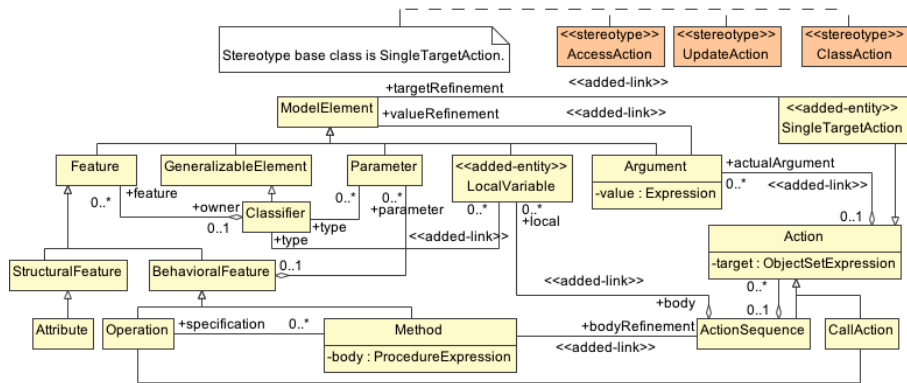 <<stereotype>>
AccessAction
<<stereotype>>
UpdateAction
<<stereotype>>
ClassAction
Stereotype base class is SingleTargetAction.
<<added-link>>
+targetRefinement
ModelElement
+valueRefinement
<<added-link>>
<<added-entity>>
SingleTargetAction
Feature
GeneralizableElement
Parameter
<<added-entity>>
LocalVariable
Argument
-value : Expression
+actualArgument
0..*
<<added-link>>
0..1
+feature
0..*
+owner
0..1
Classifier
+type
0..*
0..*
+parameter
+type
<<added-link>>
0..*
0..*
+local
Action
-target : ObjectSetExpression
StructuralFeature
BehavioralFeature
0..1
<<added-link>>
0..*
+body
0..1
Attribute
Operation
+specification
0..*
Method
-body : ProcedureExpression
+bodyRefinement
<<added-link>>
ActionSequence
CallAction